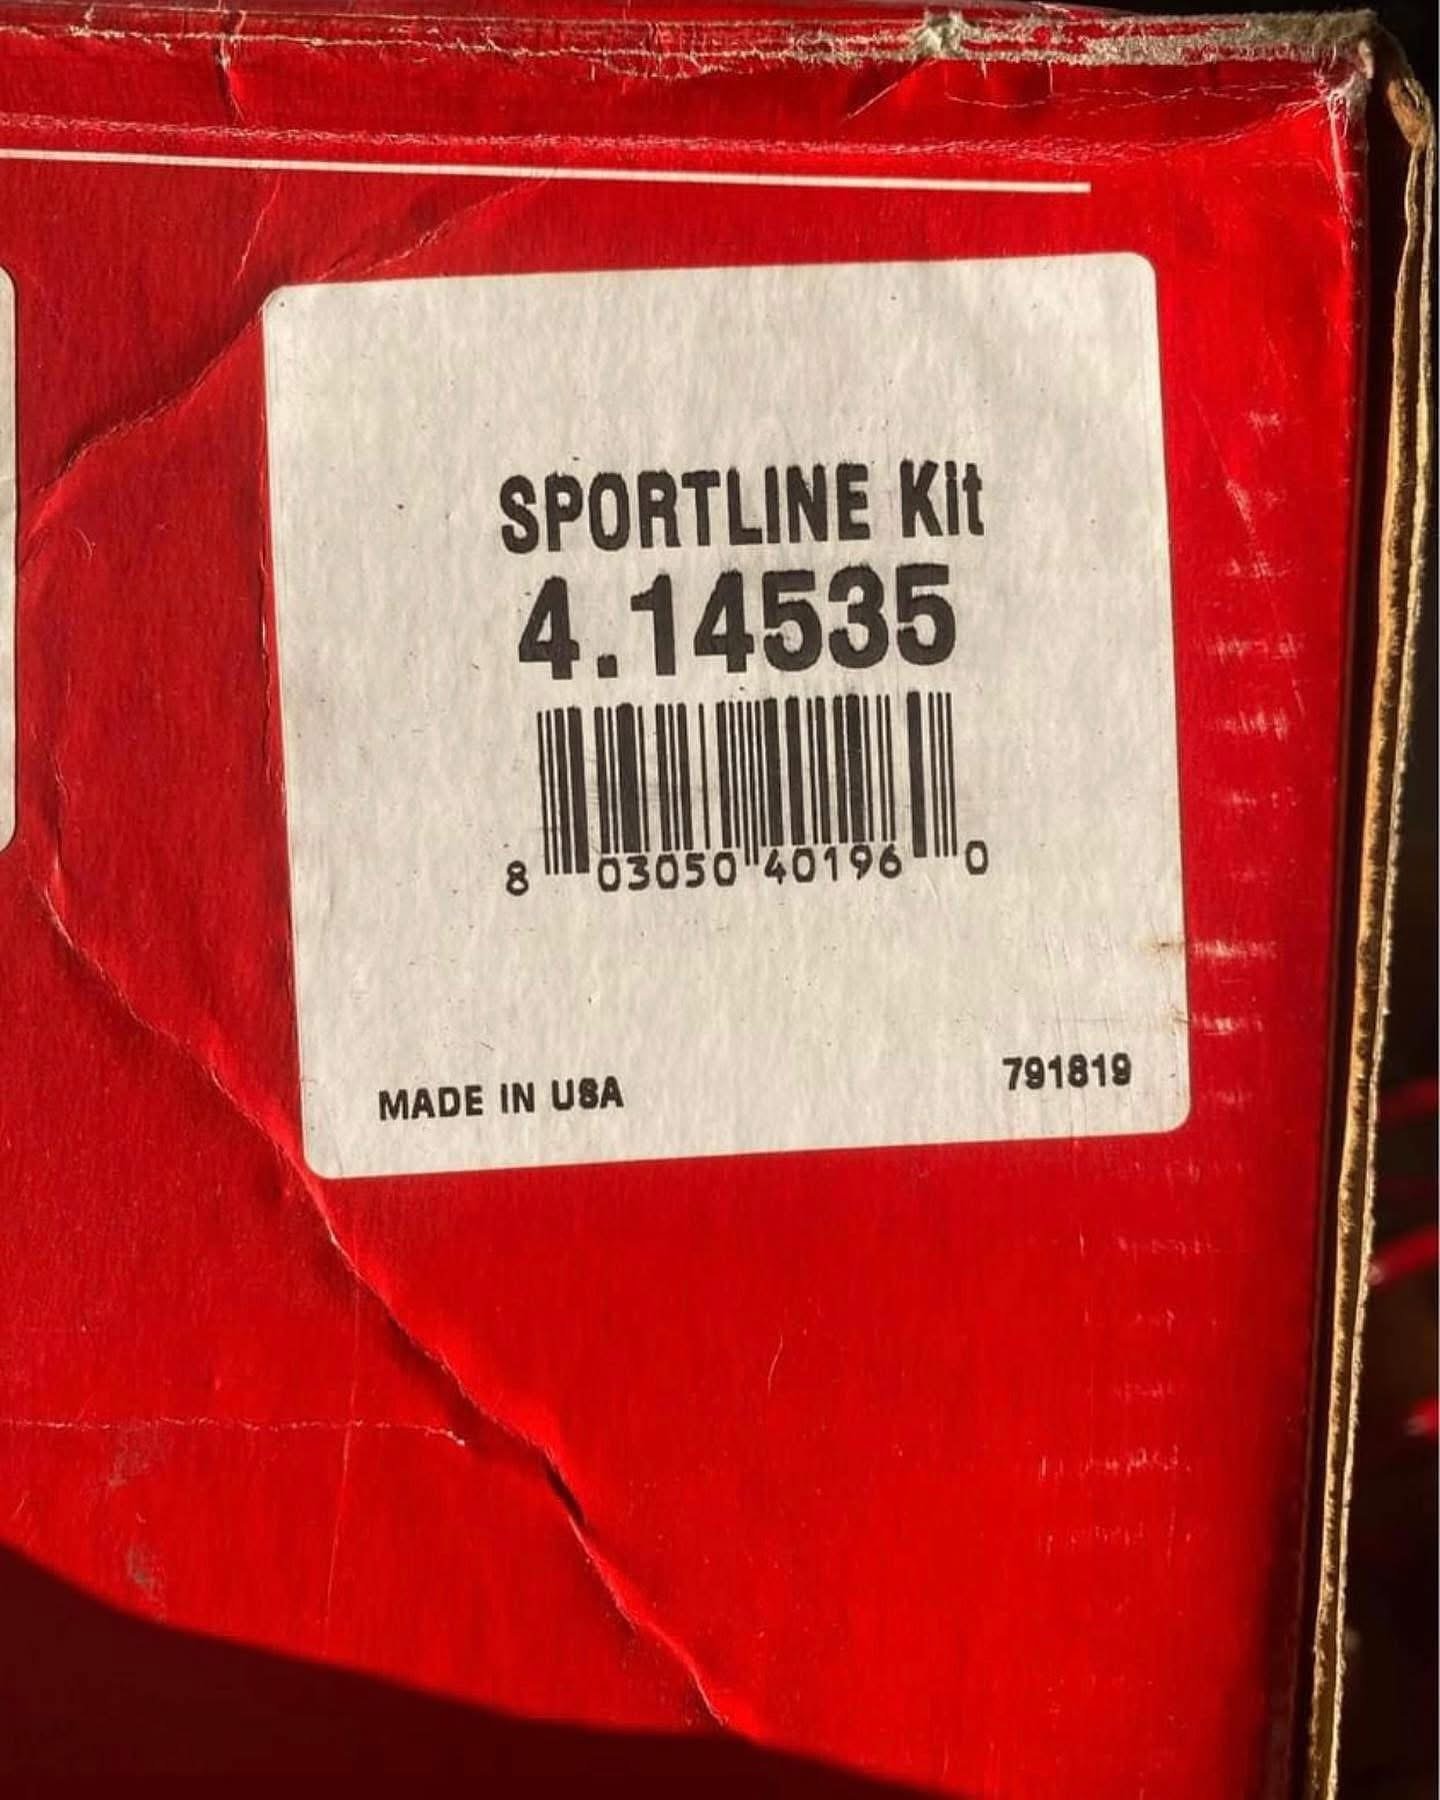 SPORTLINE Kit
4.14535
8 03050 40196 0
MADE IN USA
791819